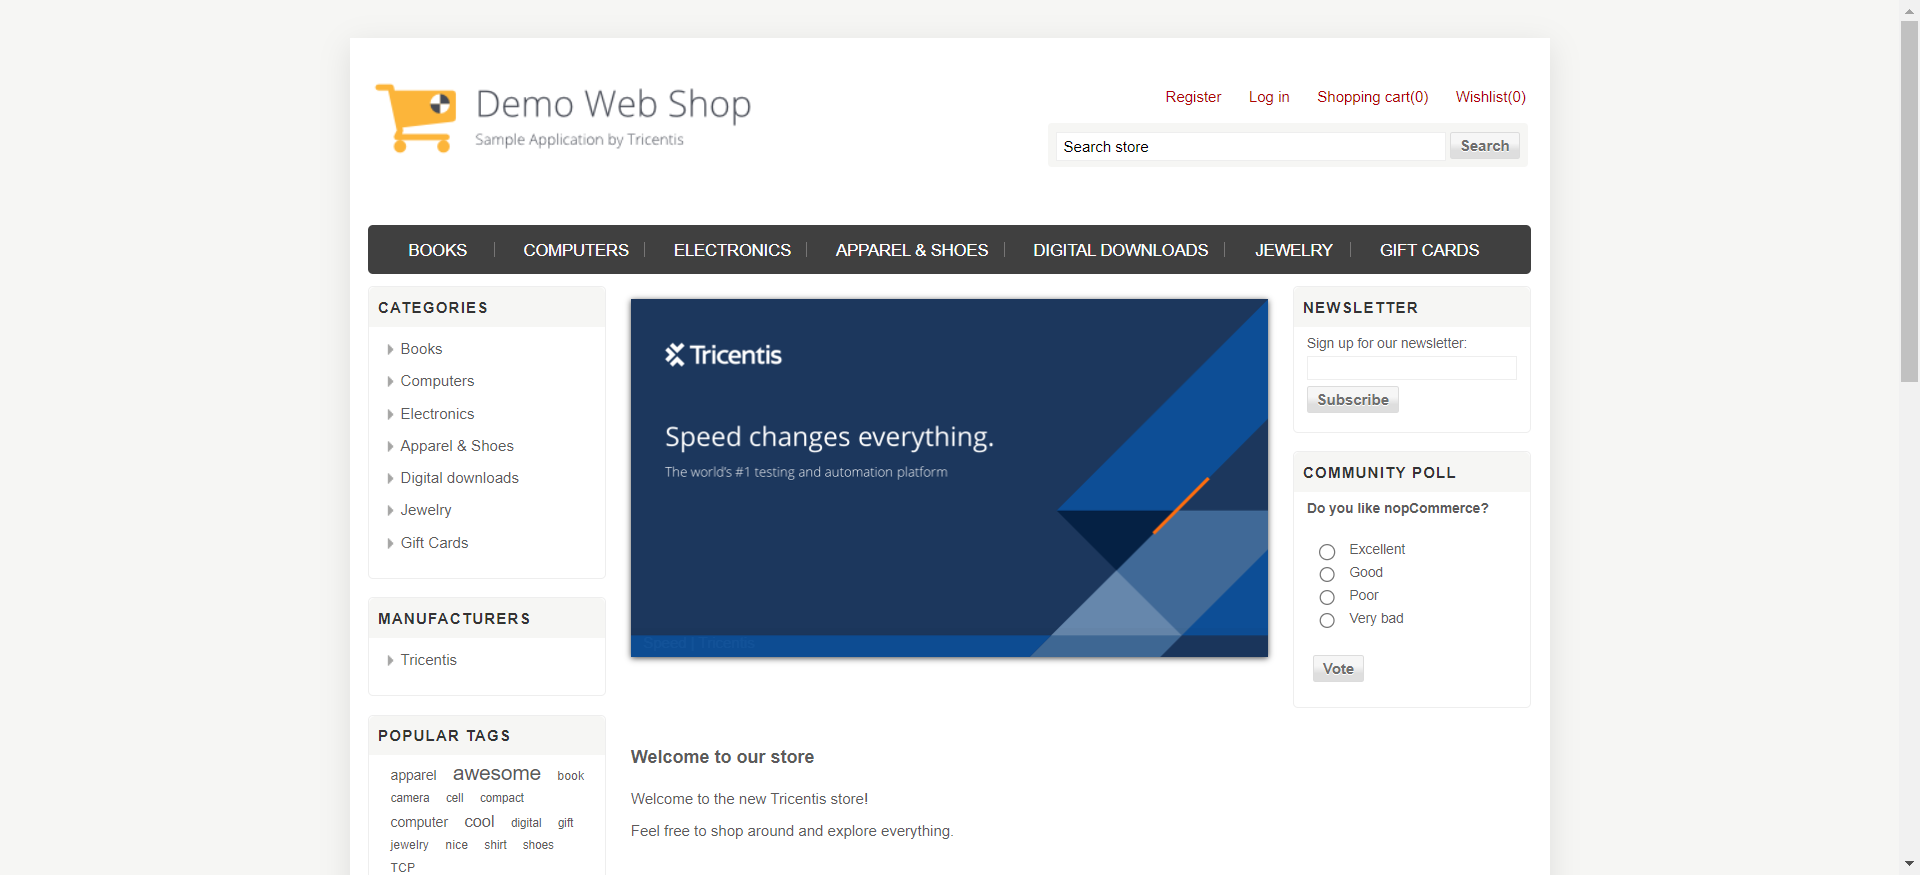 Demo Web Shop
Sample Application by Tricentis
Register Log in Shopping cart(0) Wishlist(0)
Search store Search
BOOKS COMPUTERS ELECTRONICS APPAREL & SHOES DIGITAL DOWNLOADS JEWELRY GIFT CARDS
CATEGORIES
Books
Computers
Electronics
Apparel & Shoes
Digital downloads
Jewelry
Gift Cards
MANUFACTURERS
Tricentis
POPULAR TAGS
apparel awesome book
camera cell compact
computer cool digital gift
jewelry nice shirt shoes
TCP
Tricentis
Speed changes everything.
The world's #1 testing and automation platform
Speed | Tricentis
Welcome to our store
Welcome to the new Tricentis store!
Feel free to shop around and explore everything.
NEWSLETTER
Sign up for our newsletter:
Subscribe
COMMUNITY POLL
Do you like nopCommerce?
Excellent
Good
Poor
Very bad
Vote